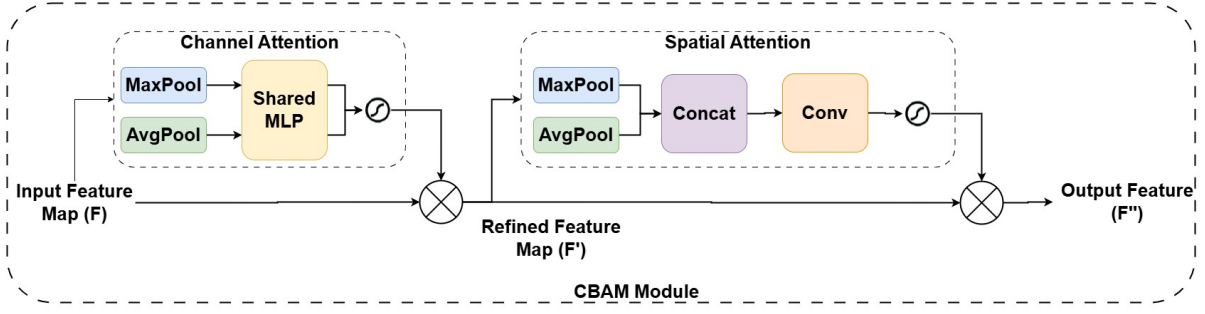 Channel Attention
MaxPool
AvgPool
Shared
MLP
Spatial Attention
MaxPool
AvgPool
Concat
Conv
Input Feature
Map (F)
Refined Feature
Map (F')
Output Feature
(F'')
CBAM Module